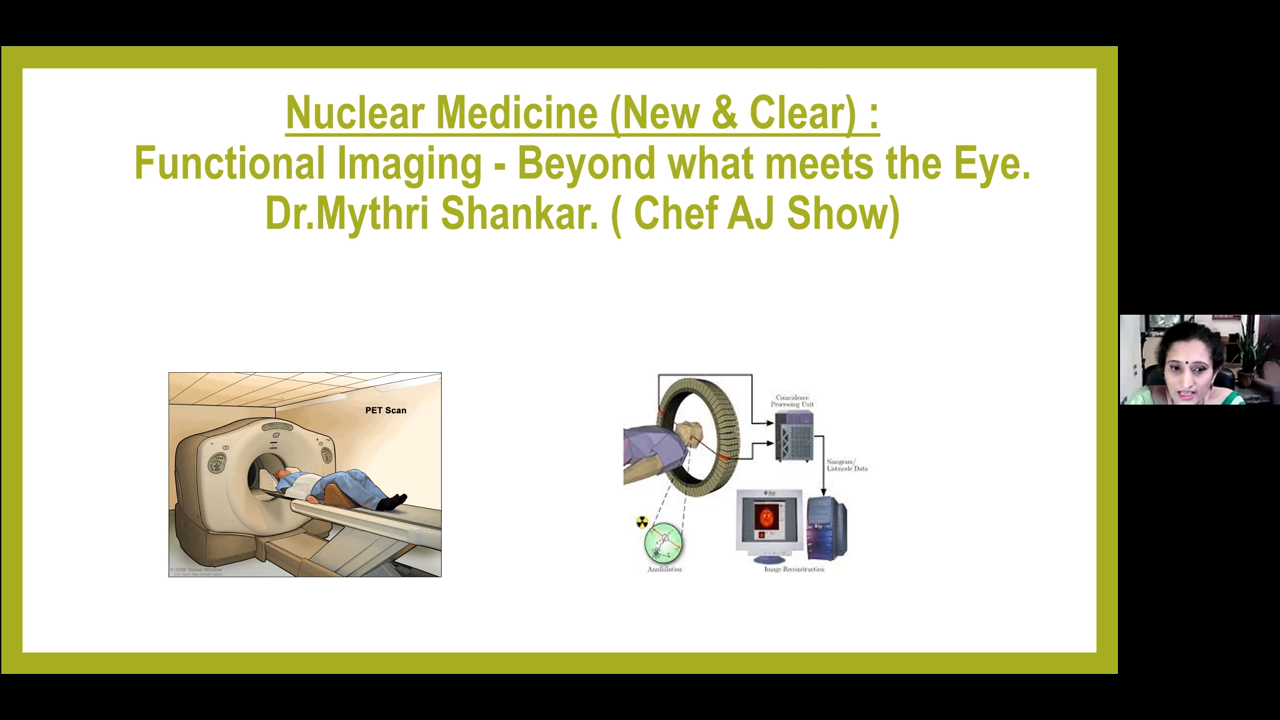 Nuclear Medicine (New & Clear) :
Functional Imaging - Beyond what meets the Eye.
Dr.Mythri Shankar. ( Chef AJ Show)
PET Scan
Coincidence
Processing Unit
Sinogram/
Listmode Data
Annihilation
Image Reconstruction